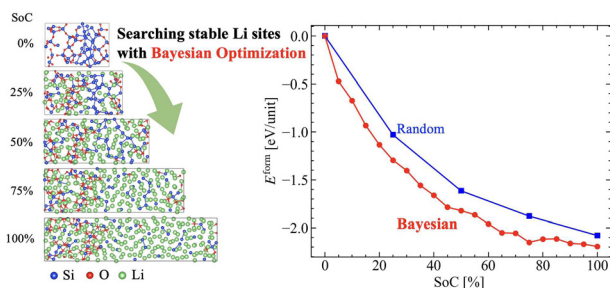 SoC
0%
Searching stable Li sites
with Bayesian Optimization
25%
50%
75%
100%
Si O Li
0.0
−0.5
−1.0
−1.5
−2.0
E^form [eV/unit]
Random
Bayesian
0 20 40 60 80 100
SoC [%]